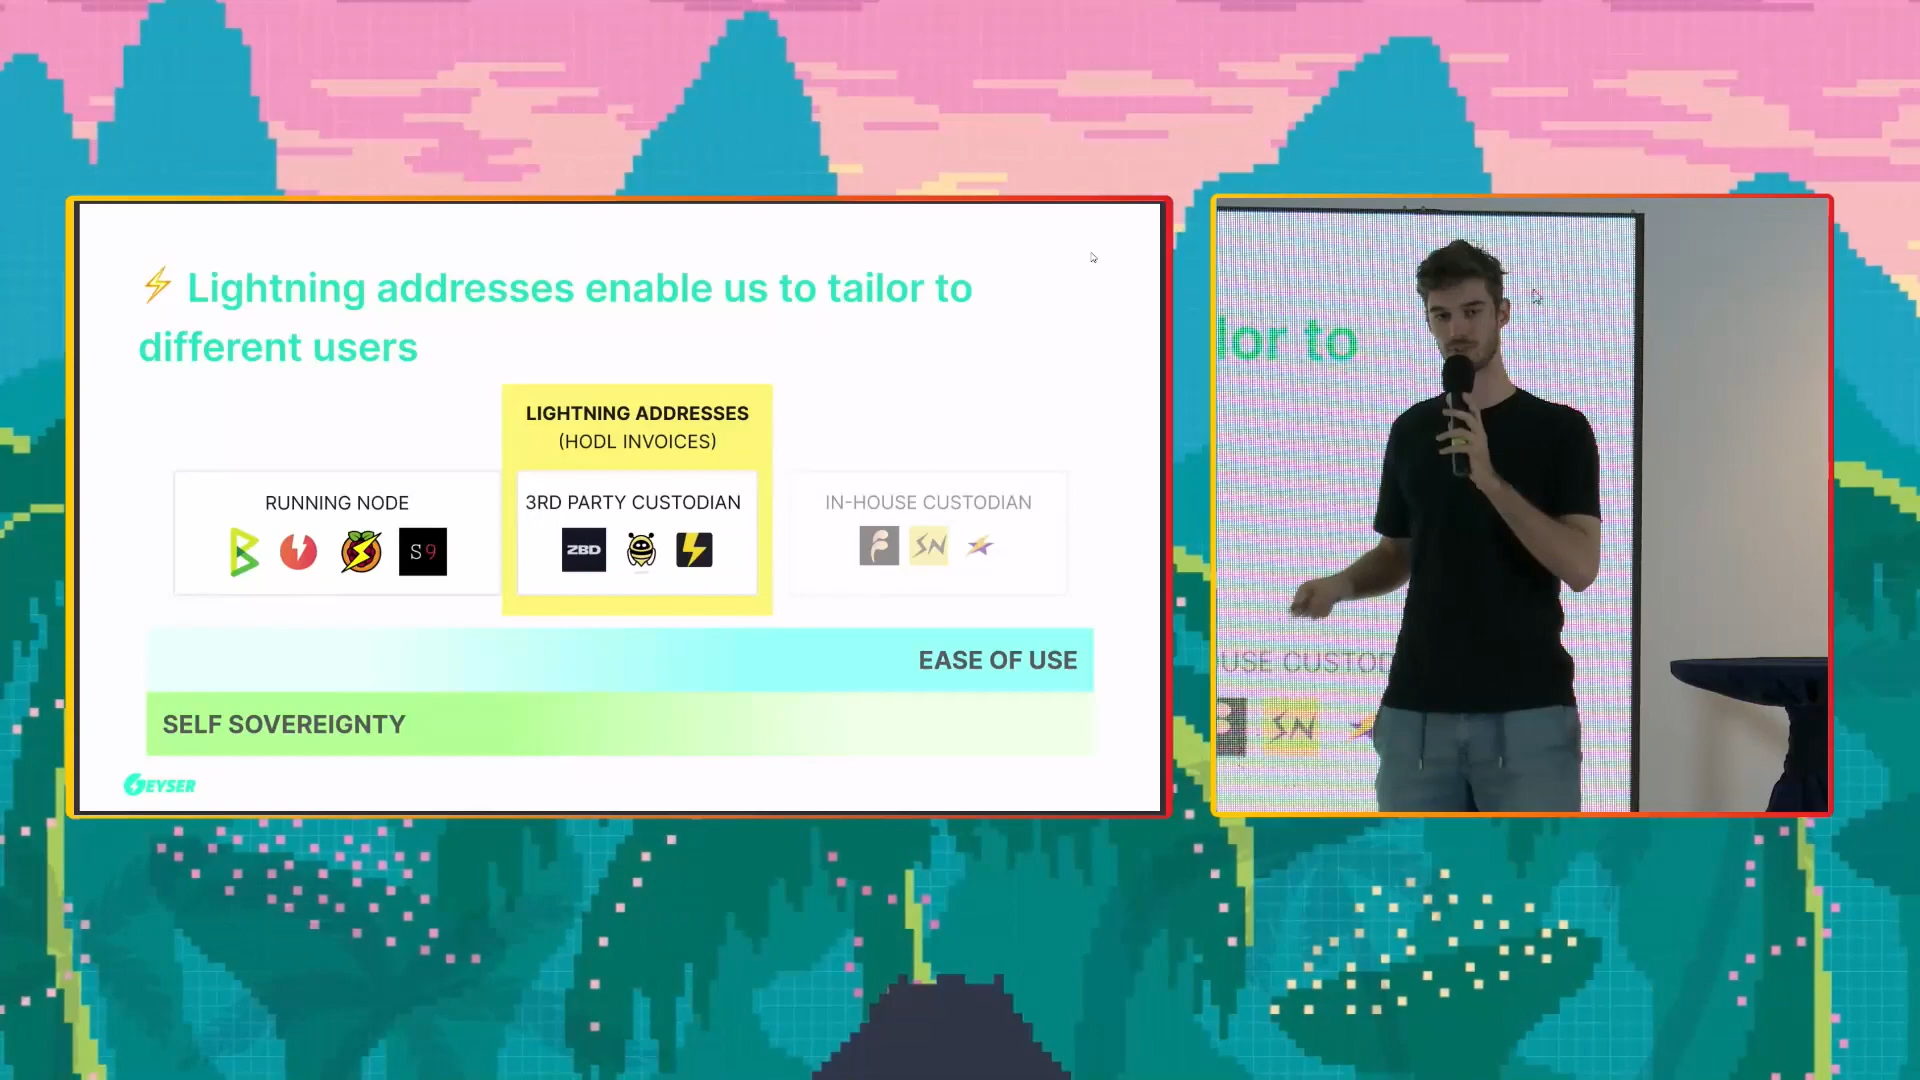 Lightning addresses enable us to tailor to
different users
LIGHTNING ADDRESSES
(HODL INVOICES)
RUNNING NODE
3RD PARTY CUSTODIAN
IN-HOUSE CUSTODIAN
S9
ZBD
SN
EASE OF USE
SELF SOVEREIGNTY
GEYSER
lor to
USE CUSTOD
SN